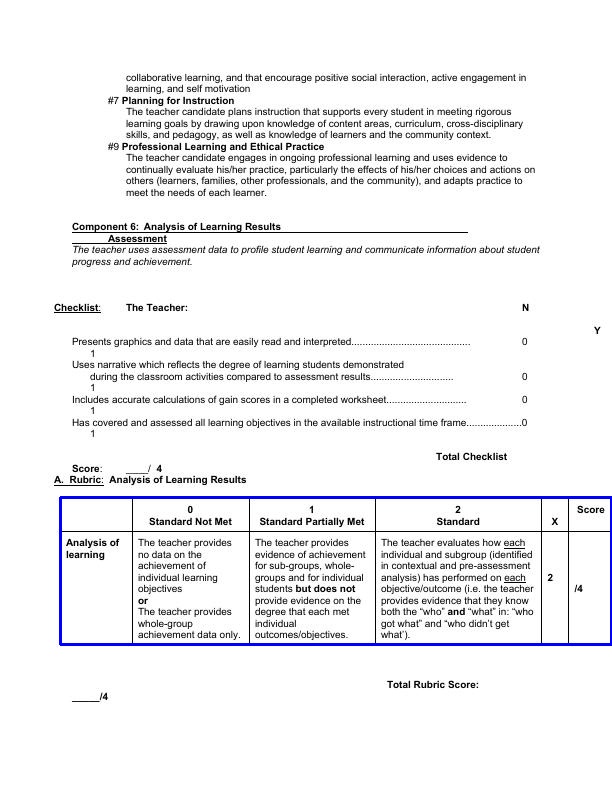 collaborative learning, and that encourage positive social interaction, active engagement in
learning, and self motivation
#7 Planning for Instruction
The teacher candidate plans instruction that supports every student in meeting rigorous
learning goals by drawing upon knowledge of content areas, curriculum, cross-disciplinary
skills, and pedagogy, as well as knowledge of learners and the community context.
#9 Professional Learning and Ethical Practice
The teacher candidate engages in ongoing professional learning and uses evidence to
continually evaluate his/her practice, particularly the effects of his/her choices and actions on
others (learners, families, other professionals, and the community), and adapts practice to
meet the needs of each learner.
Component 6: Analysis of Learning Results
Assessment
The teacher uses assessment data to profile student learning and communicate information about student
progress and achievement.
Checklist: The Teacher: N
Y
Presents graphics and data that are easily read and interpreted.......................................... 0
1
Uses narrative which reflects the degree of learning students demonstrated
during the classroom activities compared to assessment results............................. 0
1
Includes accurate calculations of gain scores in a completed worksheet............................ 0
1
Has covered and assessed all learning objectives in the available instructional time frame....................0
1
Total Checklist
Score: ____/ 4
A. Rubric: Analysis of Learning Results
0
Standard Not Met
1
Standard Partially Met
2
Standard
X
Score
Analysis of
learning
The teacher provides
no data on the
achievement of
individual learning
objectives
or
The teacher provides
whole-group
achievement data only.
The teacher provides
evidence of achievement
for sub-groups, whole-
groups and for individual
students but does not
provide evidence on the
degree that each met
individual
outcomes/objectives.
The teacher evaluates how each
individual and subgroup (identified
in contextual and pre-assessment
analysis) has performed on each
objective/outcome (i.e. the teacher
provides evidence that they know
both the “who” and “what” in: “who
got what” and “who didn’t get
what’).
2
/4
Total Rubric Score:
_____/4